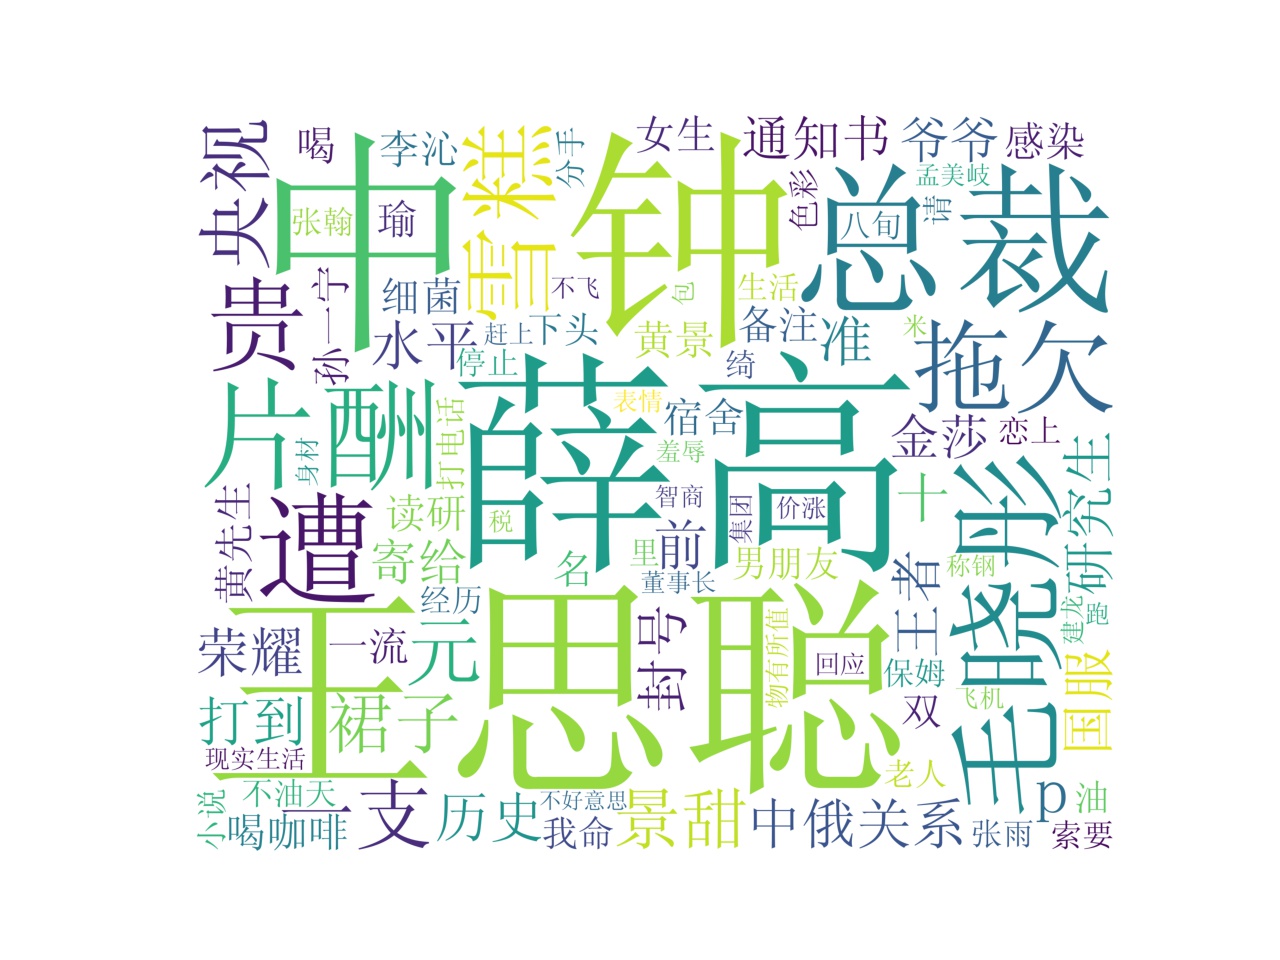 央视
喝
李沁
中
张翰
瑜
雪糕
分手
钟
女生
通知书
爷爷
感染
色彩
总
八旬
孟美岐
请
裁
贵
孙一宁
细菌
水平
赶上
停止
不飞
下头
包
黄景
生活
备注
准
绮
米
拖欠
片
身材
酬
打电话
薛
表情
宿舍
羞辱
智商
高
金莎
恋上
黄先生
遭
读研
寄给
税
名
里
前
集团
价涨
十
男朋友
董事长
毛晓彤
研究生
经历
王思聪
荣耀
一流
元
封号
物有所值
回应
王者
保姆
称钢
建龙
跑
打到
裙子
双
飞机
国服
现实生活
老人
小说
不油天
喝咖啡
一支
历史
不好意思
我命
景甜
中俄关系
张雨
p
油
索要